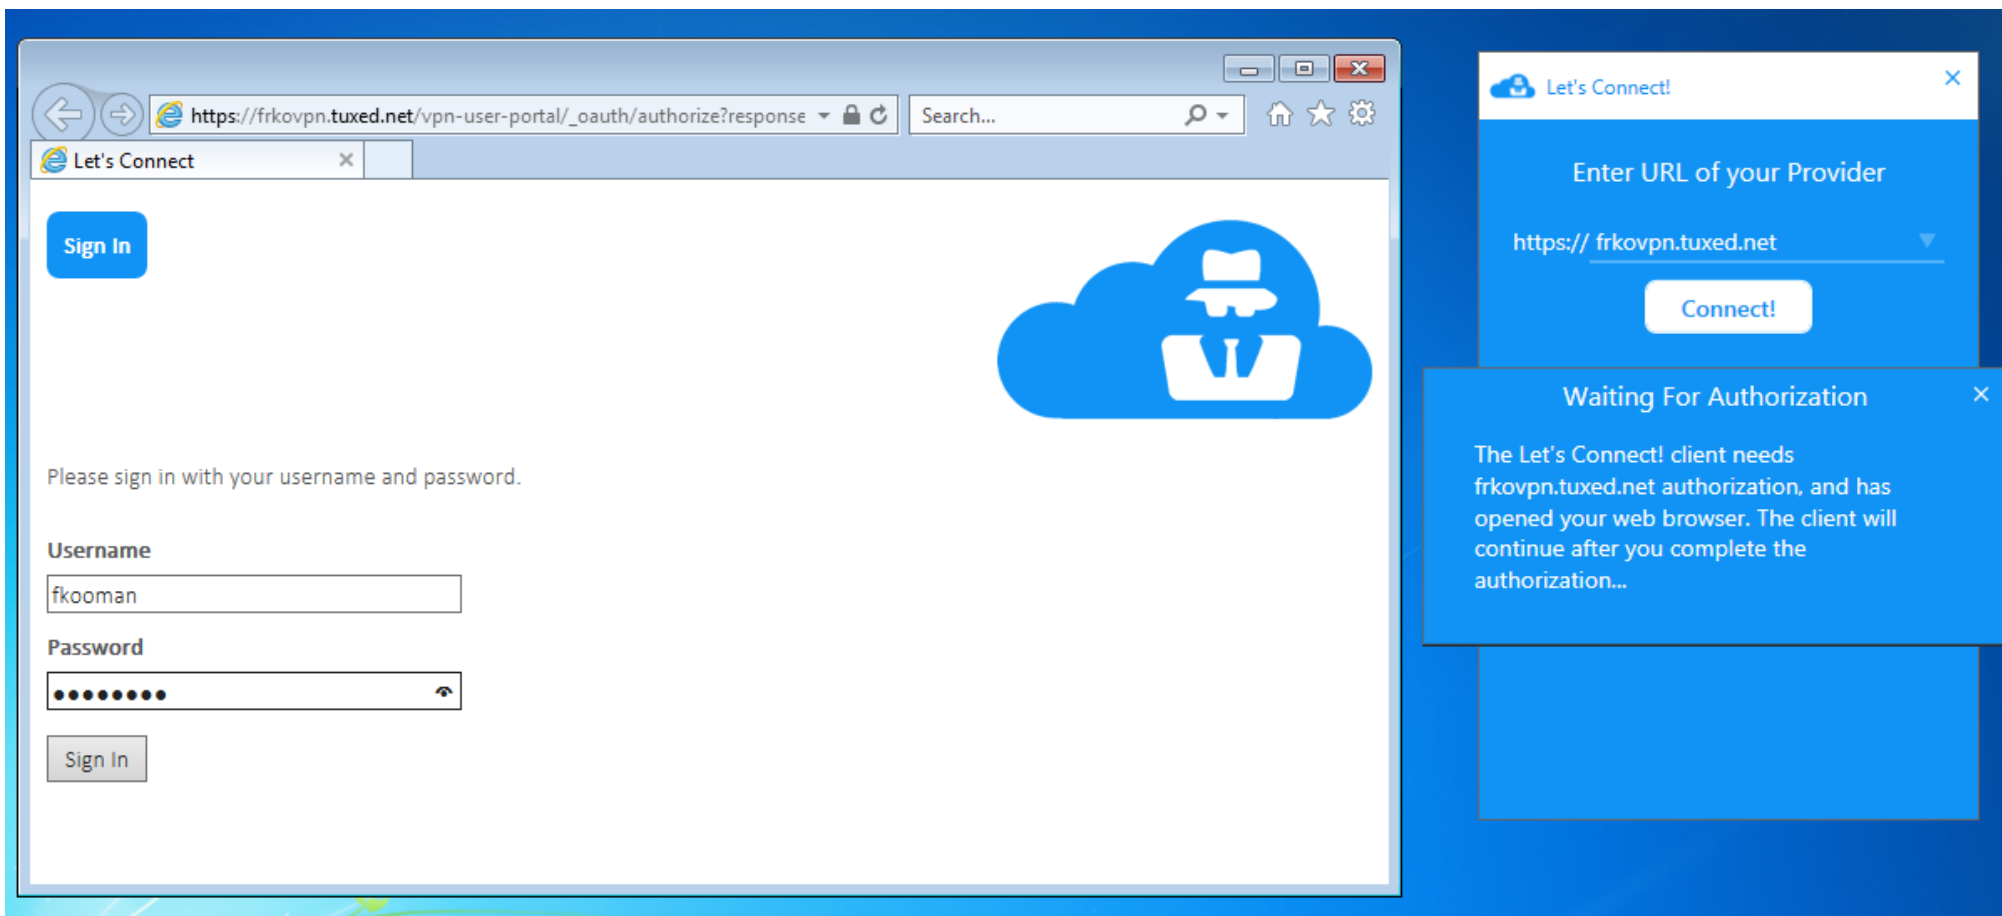 https://frkovpn.tuxed.net/vpn-user-portal/_oauth/authorize?response
Search...
Let's Connect
Sign In
Please sign in with your username and password.
Username
fkooman
Password
●●●●●●●●
Sign In
Let's Connect!
Enter URL of your Provider
https:// frkovpn.tuxed.net
Connect!
Waiting For Authorization
The Let's Connect! client needs
frkovpn.tuxed.net authorization, and has
opened your web browser. The client will
continue after you complete the
authorization...